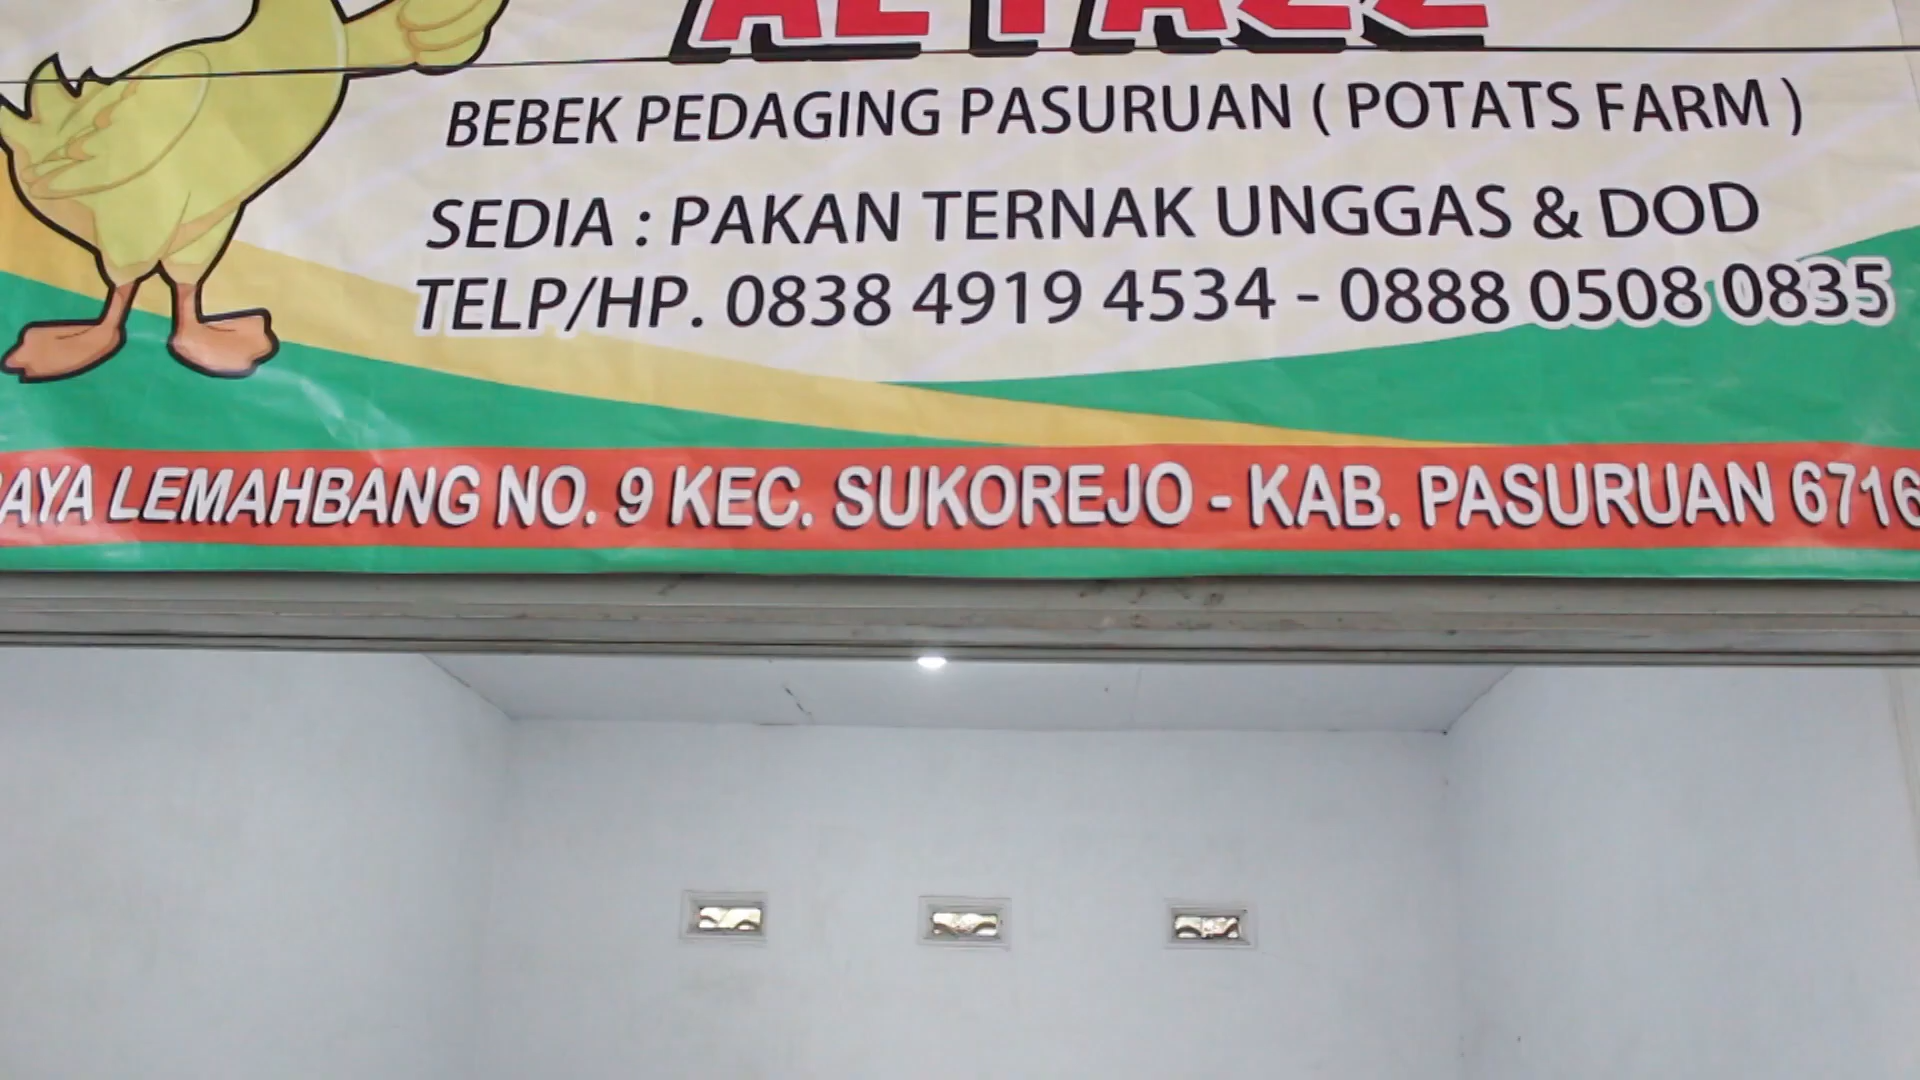 BEBEK PEDAGING PASURUAN ( POTATS FARM )
SEDIA : PAKAN TERNAK UNGGAS & DOD
TELP/HP. 0838 4919 4534 - 0888 0508 0835
LEMAHBANG NO. 9 KEC. SUKOREJO - KAB. PASURUAN 6716